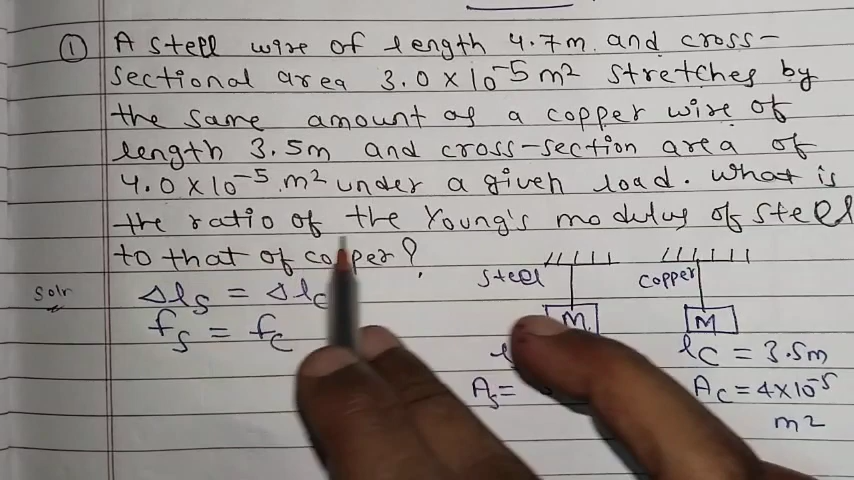 ① A steel wire of length 4.7m. and cross-
sectional area 3.0 × 10⁻⁵ m² stretches by
the same amount as a copper wire of
length 3.5m and cross-section area of
4.0 × 10⁻⁵ m² under a given load. What is
the ratio of the Young's modulus of steel
to that of copper?
steel copper
Soln
Δls = Δlc
fs = fc
M M
lc = 3.5m
As = Ac = 4×10⁻⁵
m²